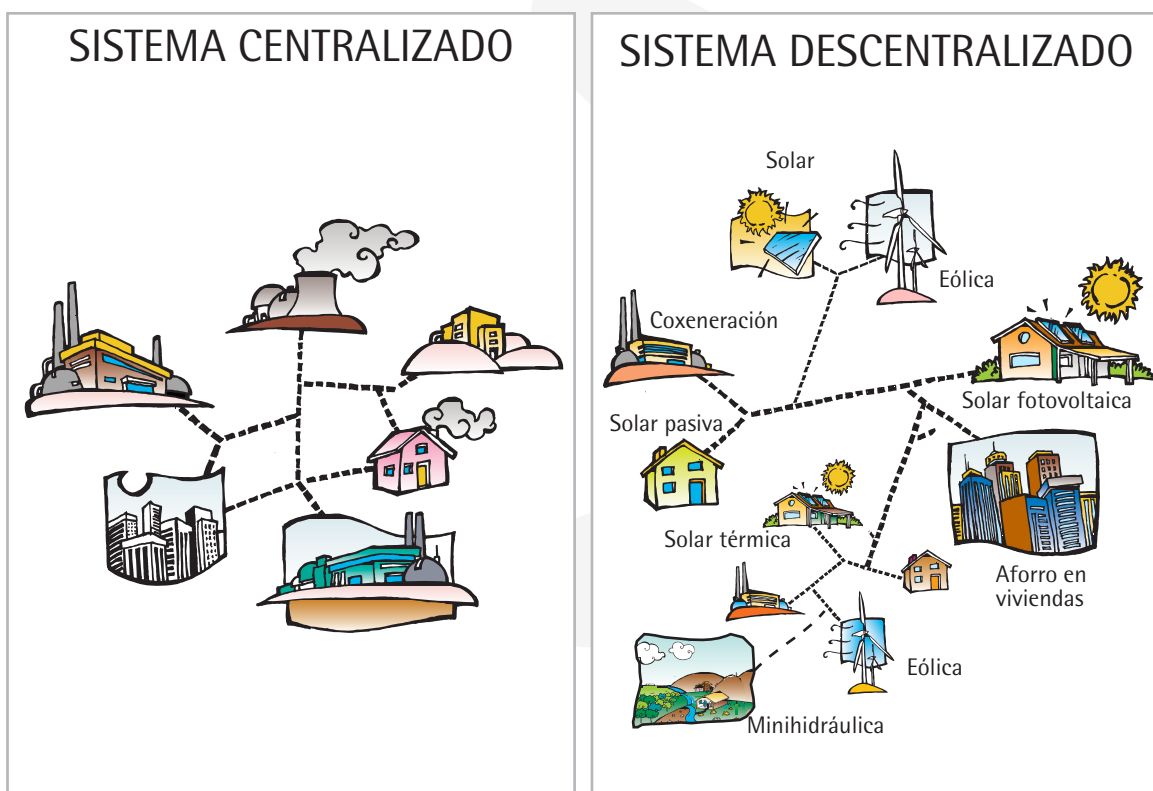 SISTEMA CENTRALIZADO
SISTEMA DESCENTRALIZADO
Solar
Eólica
Coxeneración
Solar fotovoltaica
Solar pasiva
Solar térmica
Aforro en
viviendas
Eólica
Minihidráulica